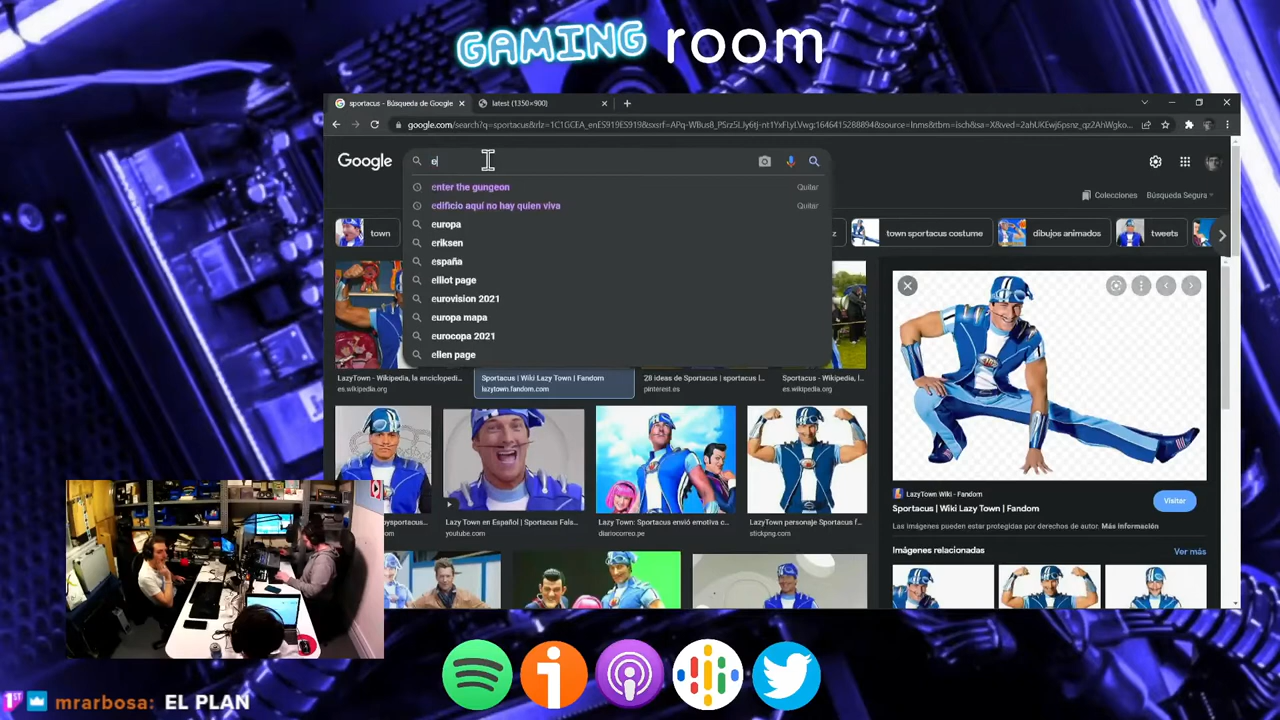 GAMING room
sportacus - Búsqueda de Google
latest (1350×900)
Google
e
enter the gungeon
Quitar
edificio aquí no hay quien viva
Quitar
europa
eriksen
españa
elliot page
eurovision 2021
europa mapa
eurocopa 2021
ellen page
Colecciones
Búsqueda Segura
town
town sportacus costume
dibujos animados
tweets
LazyTown - Wikipedia, la enciclopedi...
es.wikipedia.org
Sportacus | Wiki Lazy Town | Fandom
lazytown.fandom.com
28 ideas de Sportacus | sportacus l...
pinterest.es
Sportacus - Wikipedia, l...
es.wikipedia.org
Lazy Town en Español | Sportacus Fals...
youtube.com
Lazy Town: Sportacus envió emotiva c...
diariocorreo.pe
LazyTown personaje Sportacus f...
stickpng.com
LazyTown Wiki - Fandom
Sportacus | Wiki Lazy Town | Fandom
Visitar
Las imágenes pueden estar protegidas por derechos de autor. Más información
Imágenes relacionadas
Ver más
1ST mrarbosa: EL PLAN